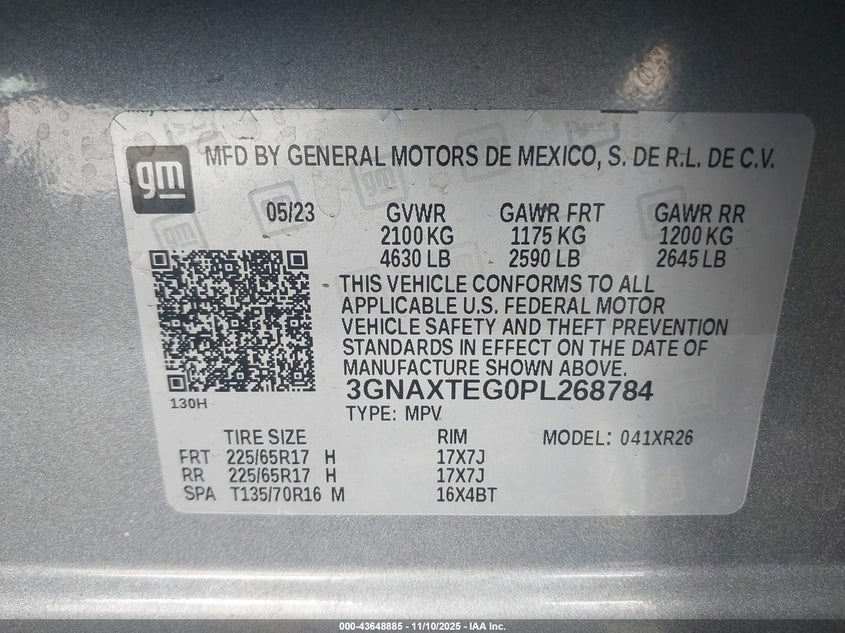 gm MFD BY GENERAL MOTORS DE MEXICO, S. DE R.L. DE C.V.
05/23 GVWR GAWR FRT GAWR RR
2100 KG 1175 KG 1200 KG
4630 LB 2590 LB 2645 LB
THIS VEHICLE CONFORMS TO ALL
APPLICABLE U.S. FEDERAL MOTOR
VEHICLE SAFETY AND THEFT PREVENTION
STANDARDS IN EFFECT ON THE DATE OF
MANUFACTURE SHOWN ABOVE.
130H 3GNAXTEG0PL268784
TYPE: MPV
TIRE SIZE RIM MODEL: 041XR26
FRT 225/65R17 H 17X7J
RR 225/65R17 H 17X7J
SPA T135/70R16 M 16X4BT
000-43648885 - 11/10/2025 - IAA Inc.